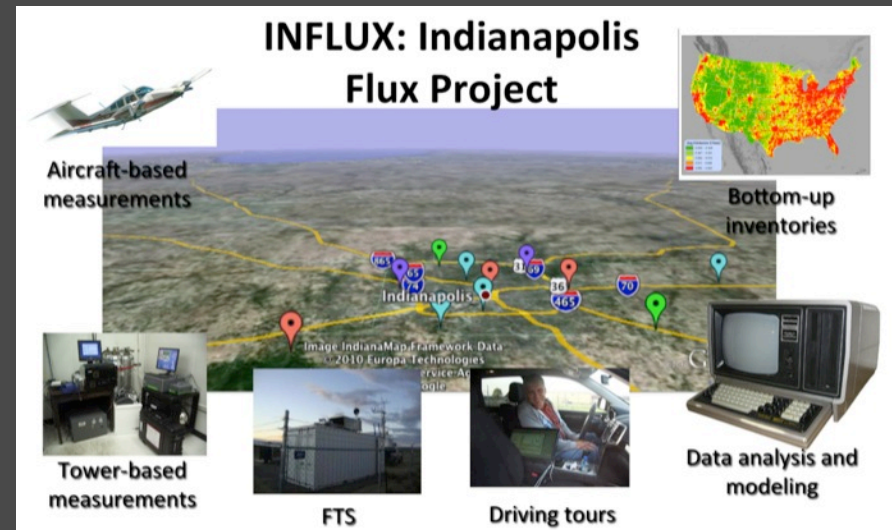 INFLUX: Indianapolis
Flux Project
Aircraft-based
measurements
Bottom-up
inventories
465
65
74
31
69
36
465
70
Indianapolis
Image IndianaMap Framework Data
© 2010 Europa Technologies
Tower-based
measurements
FTS
Driving tours
Data analysis and
modeling